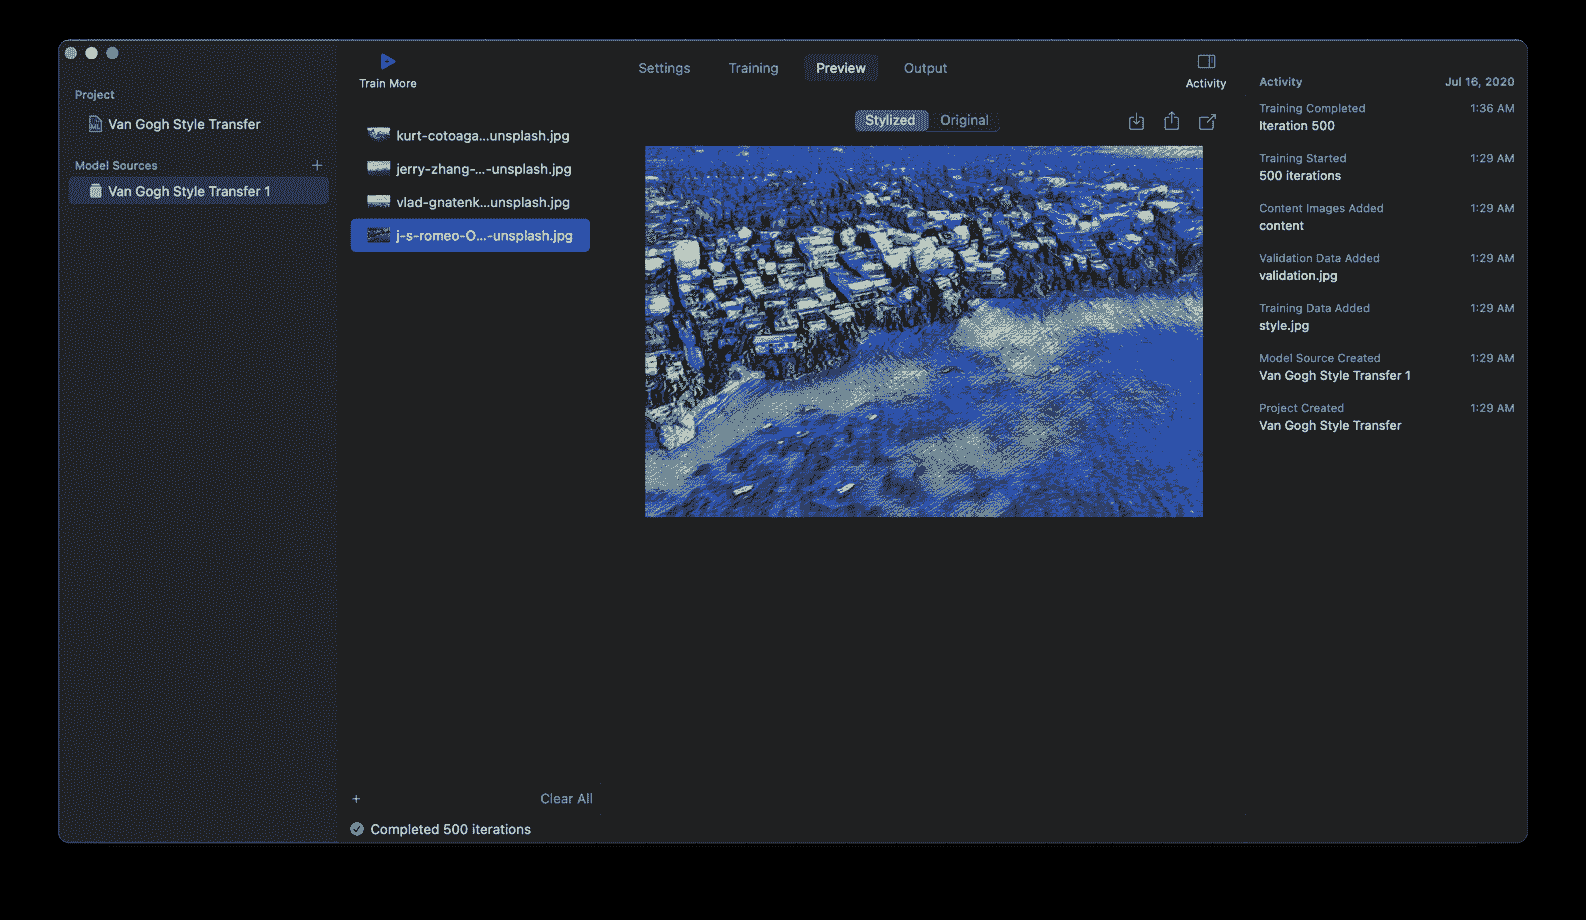 Project
Van Gogh Style Transfer
Model Sources +
Van Gogh Style Transfer 1
Train More
kurt-cotoaga...unsplash.jpg
jerry-zhang-...-unsplash.jpg
vlad-gnatenk...unsplash.jpg
j-s-romeo-O...-unsplash.jpg
+ Clear All
Completed 500 iterations
Settings Training Preview Output
Activity
Stylized Original
Activity Jul 16, 2020
Training Completed 1:36 AM
Iteration 500
Training Started 1:29 AM
500 iterations
Content Images Added 1:29 AM
content
Validation Data Added 1:29 AM
validation.jpg
Training Data Added 1:29 AM
style.jpg
Model Source Created 1:29 AM
Van Gogh Style Transfer 1
Project Created 1:29 AM
Van Gogh Style Transfer